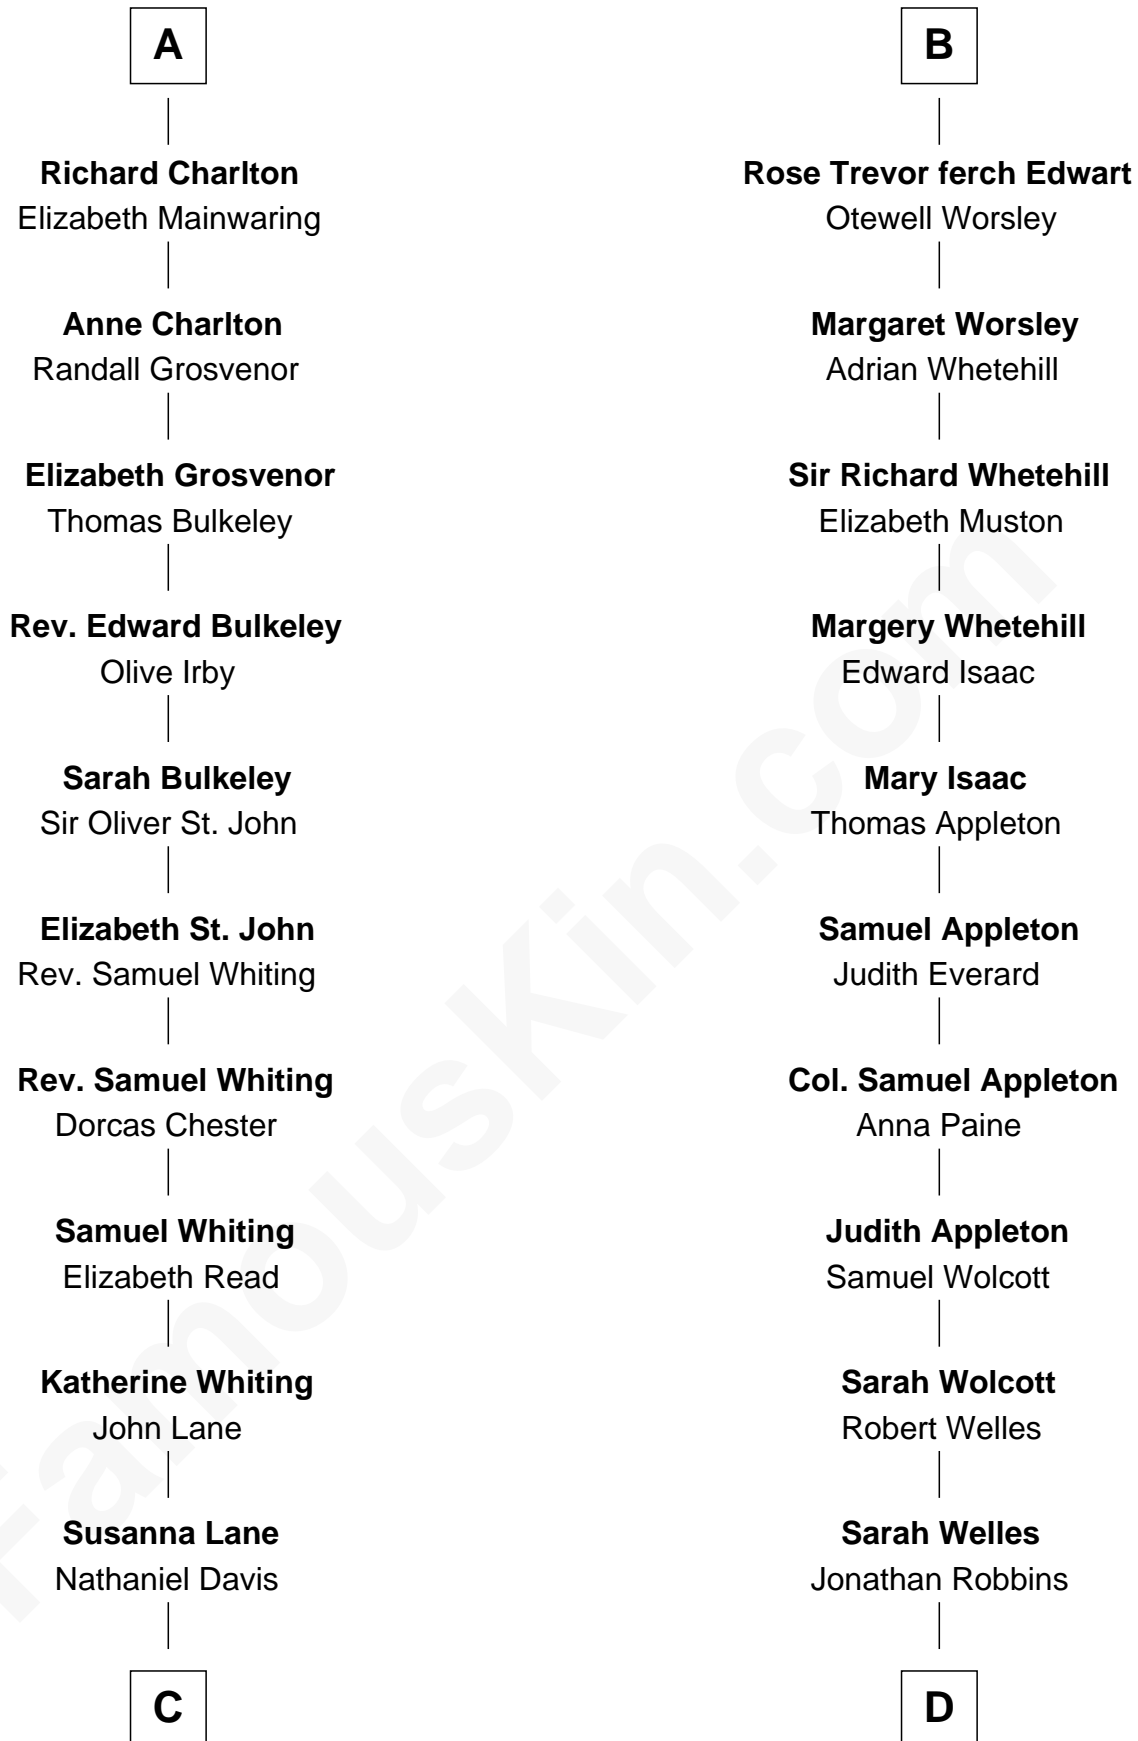 A
Richard Charlton
Elizabeth Mainwaring
Anne Charlton
Randall Grosvenor
Elizabeth Grosvenor
Thomas Bulkeley
Rev. Edward Bulkeley
Olive Irby
Sarah Bulkeley
Sir Oliver St. John
Elizabeth St. John
Rev. Samuel Whiting
Rev. Samuel Whiting
Dorcas Chester
Samuel Whiting
Elizabeth Read
Katherine Whiting
John Lane
Susanna Lane
Nathaniel Davis
C
B
Rose Trevor ferch Edwart
Otewell Worsley
Margaret Worsley
Adrian Whetehill
Sir Richard Whetehill
Elizabeth Muston
Margery Whetehill
Edward Isaac
Mary Isaac
Thomas Appleton
Samuel Appleton
Judith Everard
Col. Samuel Appleton
Anna Paine
Judith Appleton
Samuel Wolcott
Sarah Wolcott
Robert Welles
Sarah Welles
Jonathan Robbins
D
FamousKin.com